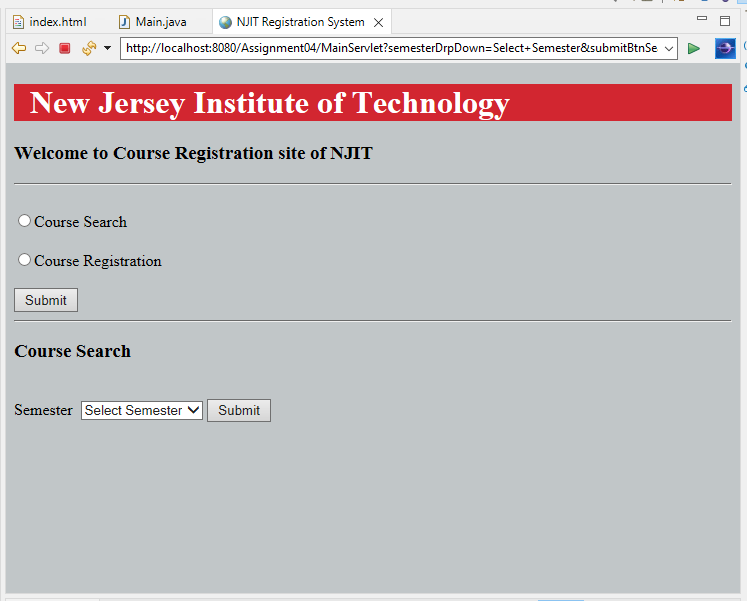 index.html Main.java NJIT Registration System
http://localhost:8080/Assignment04/MainServlet?semesterDrpDown=Select+Semester&submitBtnSe
New Jersey Institute of Technology
Welcome to Course Registration site of NJIT
Course Search
Course Registration
Submit
Course Search
Semester Select Semester Submit